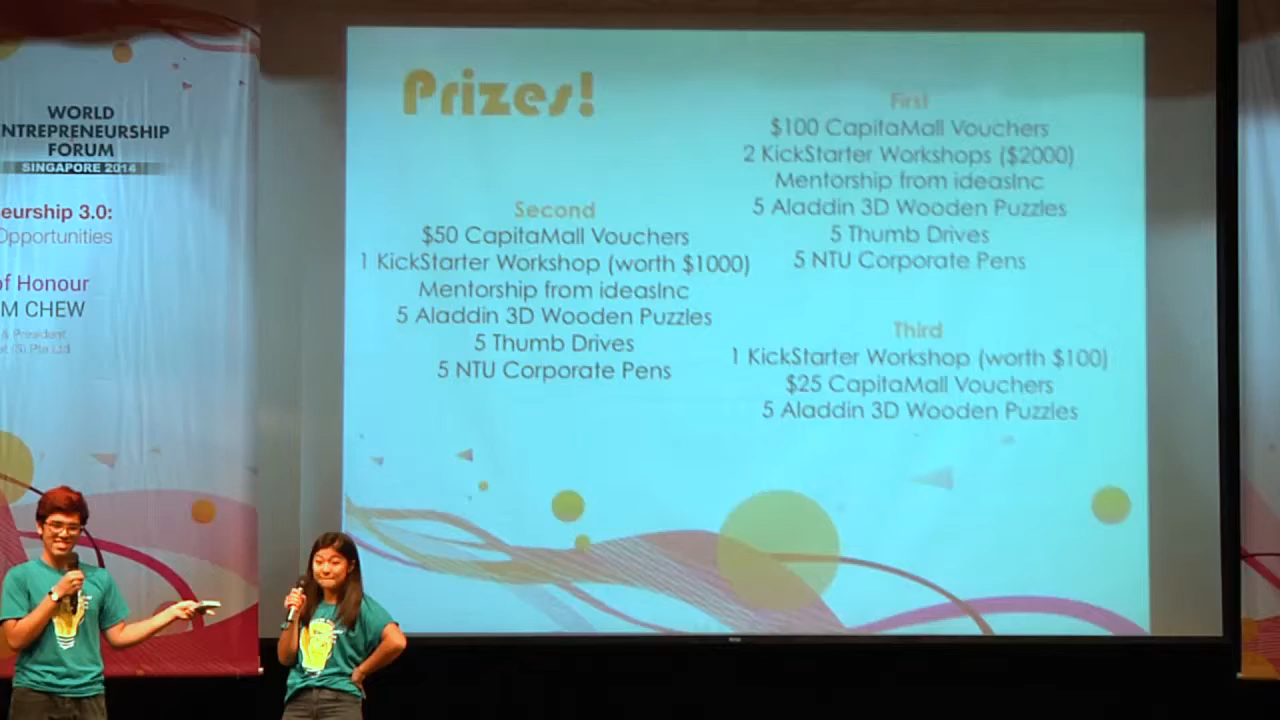 WORLD
ENTREPRENEURSHIP
FORUM
SINGAPORE 2014
eurship 3.0:
Opportunities
of Honour
M CHEW
& President
(S) Pte Ltd
Prizes!
Second
$50 CapitaMall Vouchers
1 KickStarter Workshop (worth $1000)
Mentorship from ideasInc
5 Aladdin 3D Wooden Puzzles
5 Thumb Drives
5 NTU Corporate Pens
First
$100 CapitaMall Vouchers
2 KickStarter Workshops ($2000)
Mentorship from ideasInc
5 Aladdin 3D Wooden Puzzles
5 Thumb Drives
5 NTU Corporate Pens
Third
1 KickStarter Workshop (worth $100)
$25 CapitaMall Vouchers
5 Aladdin 3D Wooden Puzzles